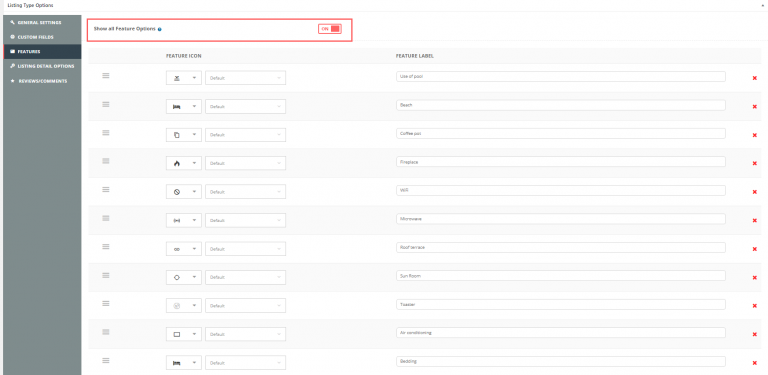 Listing Type Options
GENERAL SETTINGS
CUSTOM FIELDS
FEATURES
LISTING DETAIL OPTIONS
REVIEWS/COMMENTS
Show all Feature Options
ON
FEATURE ICON FEATURE LABEL
Default Use of pool
Default Beach
Default Coffee pot
Default Fireplace
Default Wifi
Default Microwave
Default Roof terrace
Default Sun Room
Default Toaster
Default Air conditioning
Default Bedding